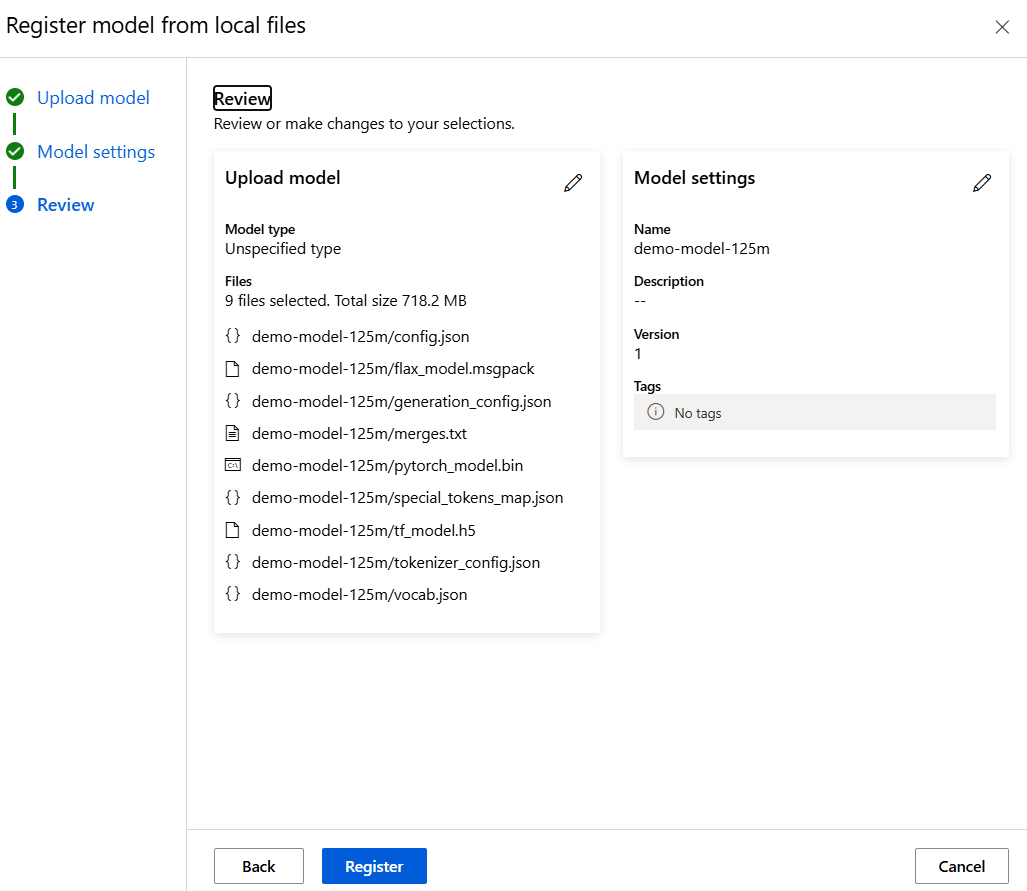 Register model from local files
Upload model
Model settings
3
Review
Review
Review or make changes to your selections.
Upload model
Model type
Unspecified type
Files
9 files selected. Total size 718.2 MB
{} demo-model-125m/config.json
demo-model-125m/flax_model.msgpack
{} demo-model-125m/generation_config.json
demo-model-125m/merges.txt
C:\ demo-model-125m/pytorch_model.bin
{} demo-model-125m/special_tokens_map.json
demo-model-125m/tf_model.h5
{} demo-model-125m/tokenizer_config.json
{} demo-model-125m/vocab.json
Model settings
Name
demo-model-125m
Description
--
Version
1
Tags
No tags
Back
Register
Cancel